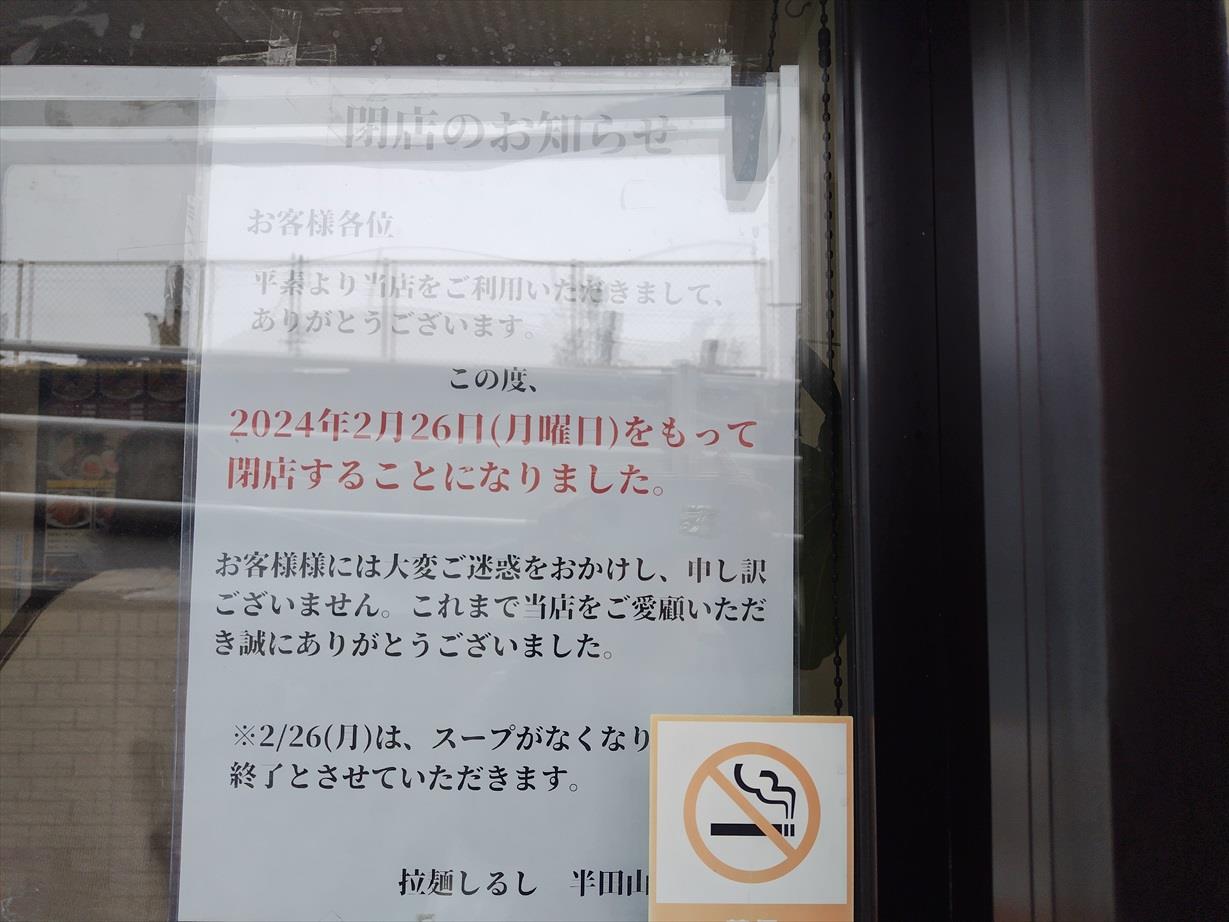 閉店のお知らせ
お客様各位
平素より当店をご利用いただきまして、
ありがとうございます。
この度、
2024年2月26日(月曜日)をもって
閉店することになりました。
お客様様には大変ご迷惑をおかけし、申し訳
ございません。これまで当店をご愛顧いただ
き誠にありがとうございました。
※2/26(月)は、スープがなくなり
終了とさせていただきます。
拉麺しるし　半田山